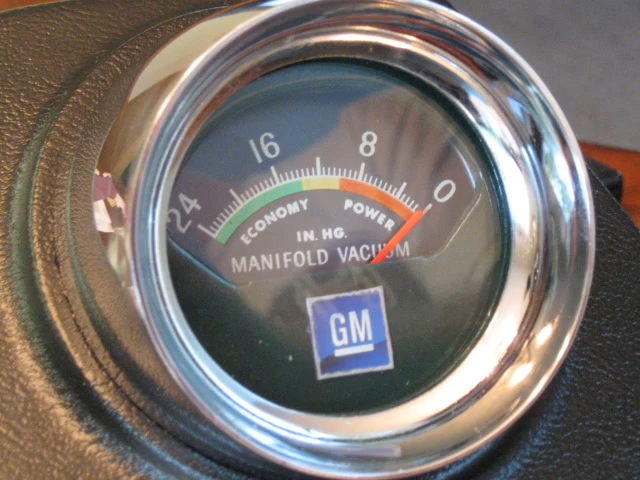 24 16 8 0
ECONOMY POWER
IN. HG.
MANIFOLD VACUUM
GM